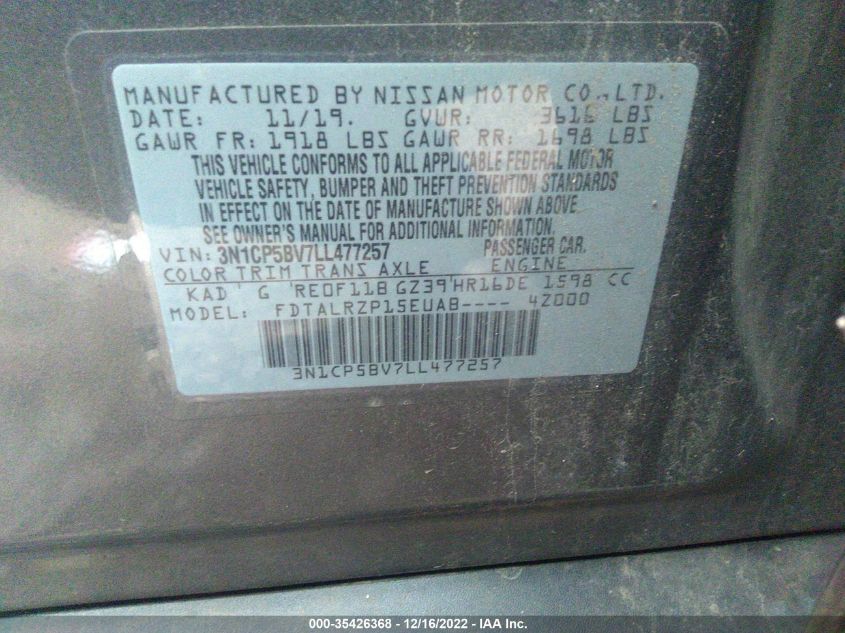 MANUFACTURED BY NISSAN MOTOR CO., LTD.
DATE: 11/19. GVWR: 3616 LBS
GAWR FR: 1918 LBS GAWR RR: 1698 LBS
THIS VEHICLE CONFORMS TO ALL APPLICABLE FEDERAL MOTOR
VEHICLE SAFETY, BUMPER AND THEFT PREVENTION STANDARDS
IN EFFECT ON THE DATE OF MANUFACTURE SHOWN ABOVE.
SEE OWNER'S MANUAL FOR ADDITIONAL INFORMATION.
VIN: 3N1CP5BV7LL477257 PASSENGER CAR.
COLOR TRIM TRANS AXLE ENGINE
KAD ' G 'RE0F11B GZ39'HR16DE 1598 CC
MODEL: FDTALRZP15EUAB---- 4Z000
3N1CP5BV7LL477257
000-35426368 - 12/16/2022 - IAA Inc.